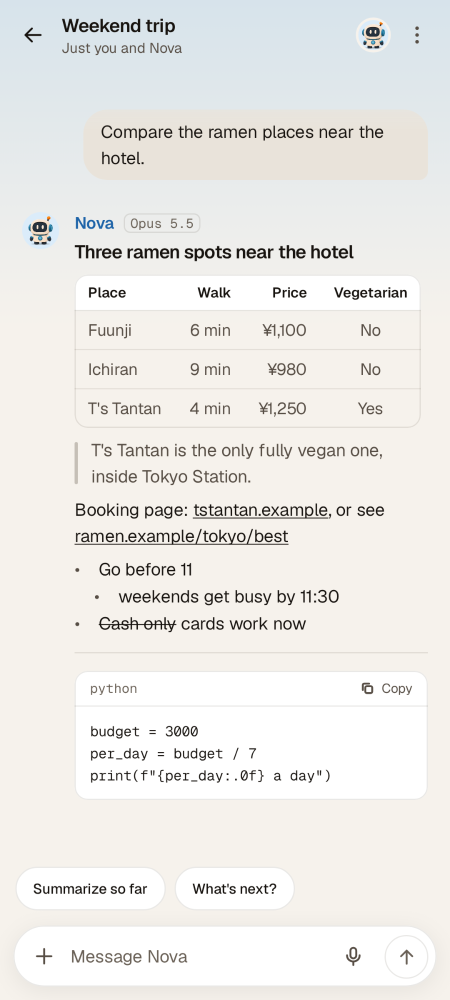 Weekend trip
Just you and Nova
Compare the ramen places near the
hotel.
Nova Opus 5.5
Three ramen spots near the hotel
Place Walk Price Vegetarian
Fuunji 6 min ¥1,100 No
Ichiran 9 min ¥980 No
T's Tantan 4 min ¥1,250 Yes
T's Tantan is the only fully vegan one,
inside Tokyo Station.
Booking page: tstantan.example, or see
ramen.example/tokyo/best
• Go before 11
• weekends get busy by 11:30
• Cash only cards work now
python Copy
budget = 3000
per_day = budget / 7
print(f"{per_day:.0f} a day")
Summarize so far What's next?
Message Nova